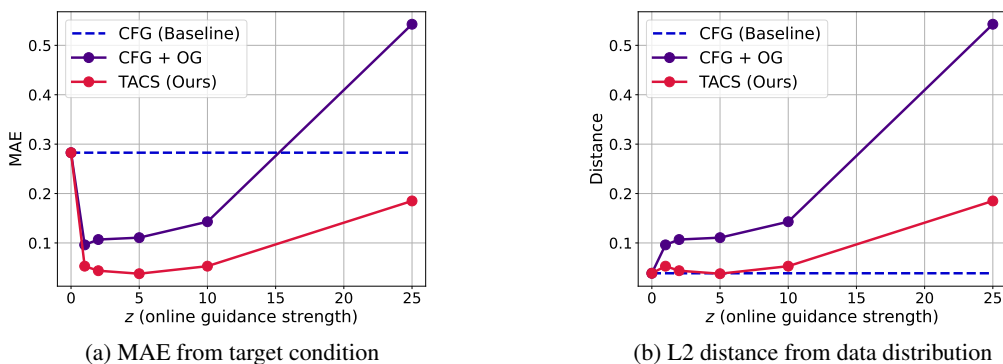 CFG (Baseline)
CFG + OG
TACS (Ours)
MAE
0.5
0.4
0.3
0.2
0.1
0 5 10 15 20 25
z (online guidance strength)
(a) MAE from target condition
CFG (Baseline)
CFG + OG
TACS (Ours)
Distance
0.5
0.4
0.3
0.2
0.1
0 5 10 15 20 25
z (online guidance strength)
(b) L2 distance from data distribution